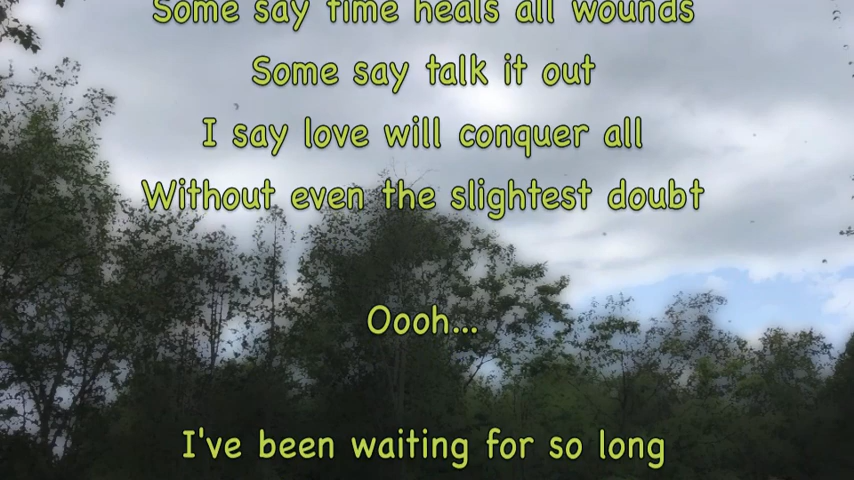 Some say time heals all wounds
Some say talk it out
I say love will conquer all
Without even the slightest doubt
Oooh...
I've been waiting for so long